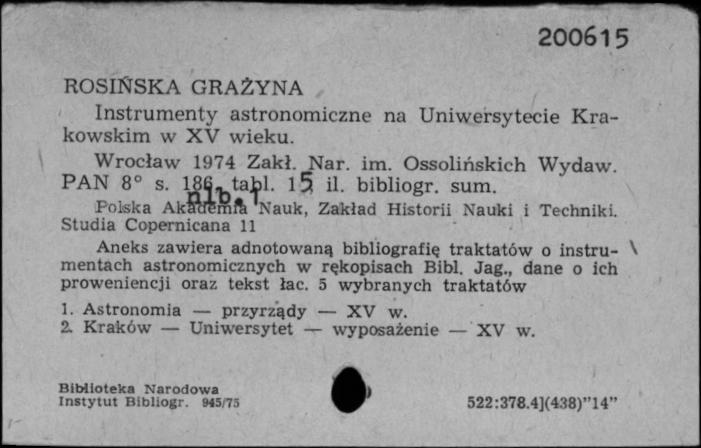 200615
ROSIŃSKA GRAŻYNA
Instrumenty astronomiczne na Uniwersytecie Kra-
kowskim w XV wieku.
Wrocław 1974 Zakł. Nar. im. Ossolińskich Wydaw.
PAN 8° s. 186, tabl. 15 il. bibliogr. sum.
nlb. 1
Polska Akademia Nauk, Zakład Historii Nauki i Techniki.
Studia Copernicana 11
Aneks zawiera adnotowaną bibliografię traktatów o instru-
mentach astronomicznych w rękopisach Bibl. Jag., dane o ich
proweniencji oraz tekst łac. 5 wybranych traktatów
1. Astronomia — przyrządy — XV w.
2. Kraków — Uniwersytet — wyposażenie — XV w.
Biblioteka Narodowa
Instytut Bibliogr. 945/75
522:378.4](438)”14”